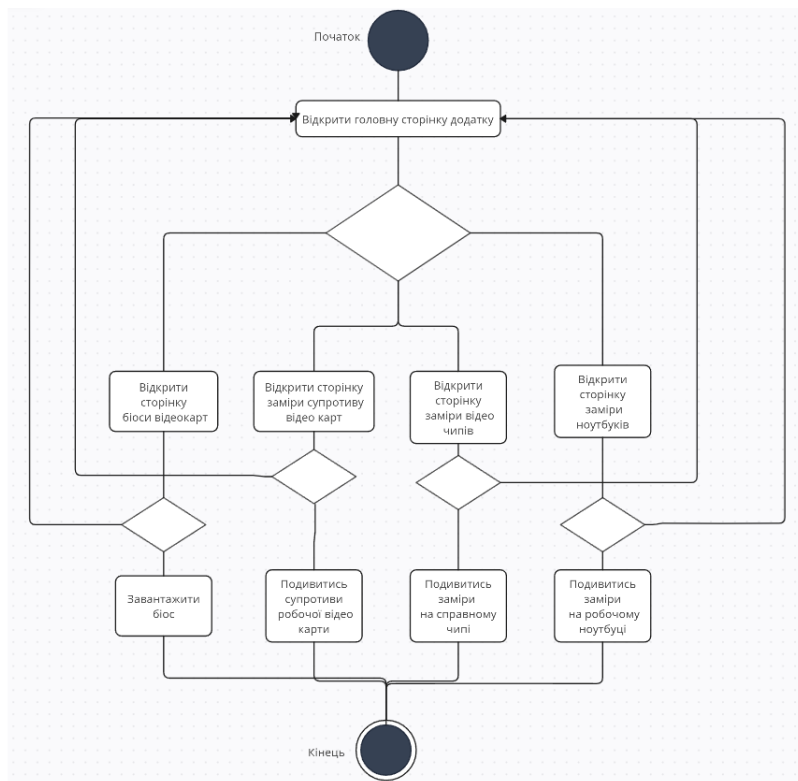 Початок
Відкрити головну сторінку додатку
Відкрити
сторінку
біоси відеокарт
Відкрити сторінку
заміри супротиву
відео карт
Відкрити
сторінку
заміри відео
чипів
Відкрити
сторінку
заміри
ноутбуків
Завантажити
біос
Подивитись
супротиви
робочої відео
карти
Подивитись
заміри
на справному
чипі
Подивитись
заміри
на робочому
ноутбуці
Кінець